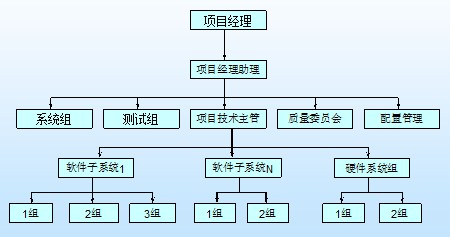 项目经理
项目经理助理
系统组
测试组
项目技术主管
质量委员会
配置管理
软件子系统1
软件子系统N
硬件系统组
1组
2组
3组
1组
2组
1组
2组